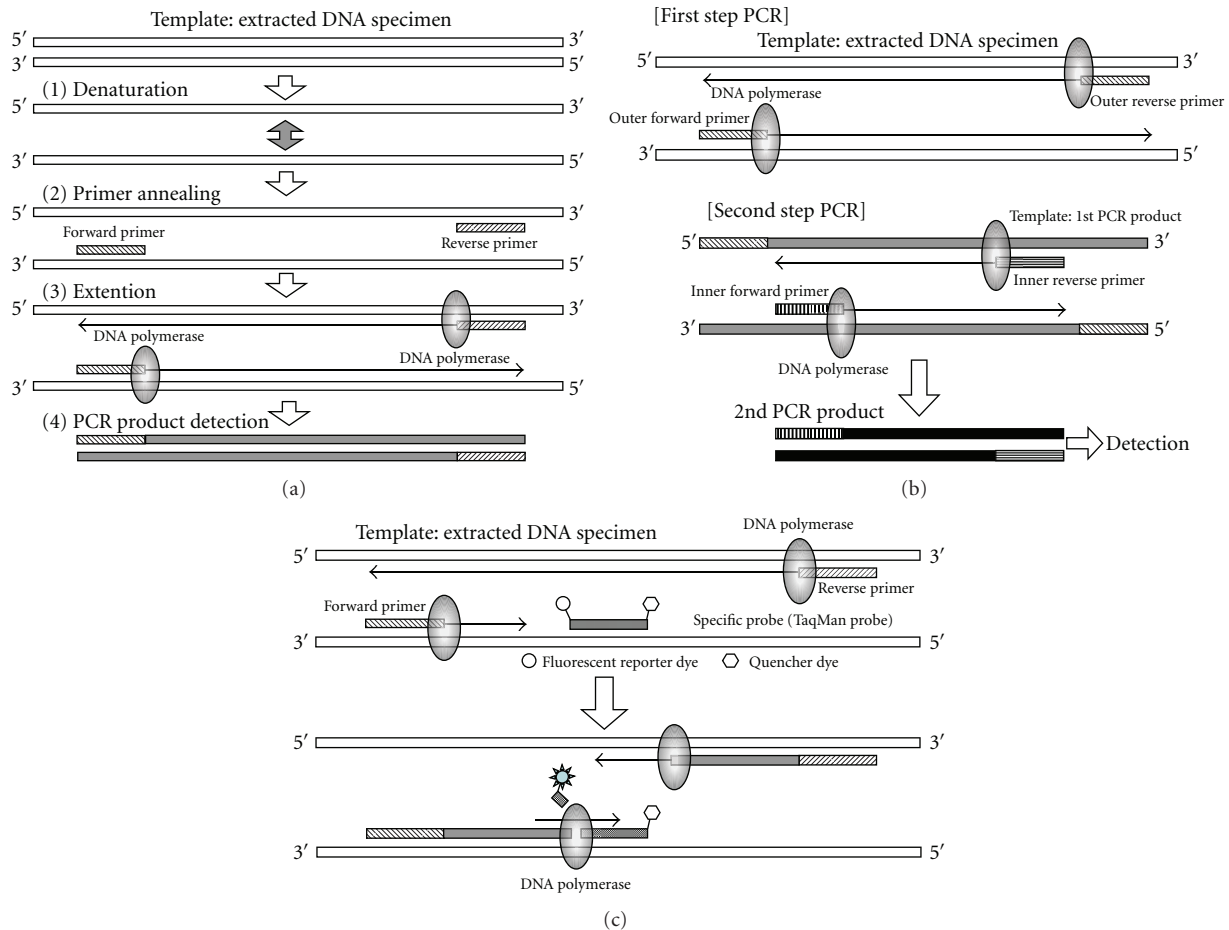 Template: extracted DNA specimen
5′ 3′
3′ 5′
(1) Denaturation
5′ 3′
3′ 5′
(2) Primer annealing
5′ 3′
Forward primer
Reverse primer
3′ 5′
(3) Extention
5′ 3′
DNA polymerase
DNA polymerase
3′ 5′
(4) PCR product detection
(a)
[First step PCR]
Template: extracted DNA specimen
5′ 3′
DNA polymerase
Outer reverse primer
Outer forward primer
3′ 5′
[Second step PCR]
Template: 1st PCR product
5′ 3′
Inner reverse primer
Inner forward primer
3′ 5′
DNA polymerase
2nd PCR product
Detection
(b)
DNA polymerase
Template: extracted DNA specimen
5′ 3′
Reverse primer
Forward primer
Specific probe (TaqMan probe)
3′ 5′
Fluorescent reporter dye Quencher dye
5′ 3′
3′ 5′
DNA polymerase
(c)